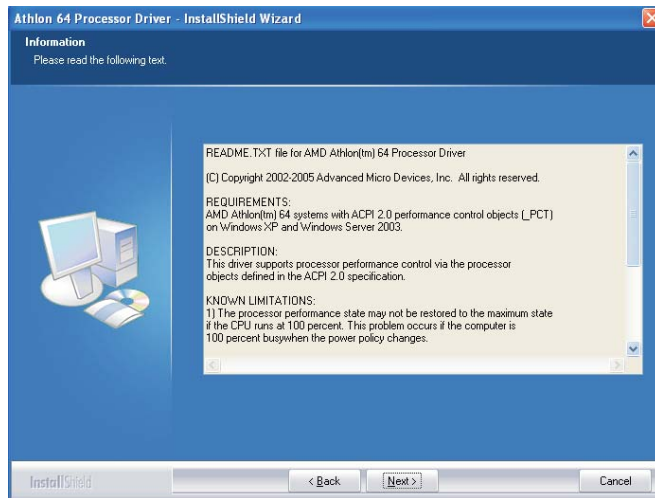 Athlon 64 Processor Driver - InstallShield Wizard
Information
Please read the following text.
README.TXT file for AMD Athlon(tm) 64 Processor Driver
(C) Copyright 2002-2005 Advanced Micro Devices, Inc. All rights reserved.
REQUIREMENTS:
AMD Athlon(tm) 64 systems with ACPI 2.0 performance control objects (_PCT)
on Windows XP and Windows Server 2003.
DESCRIPTION:
This driver supports processor performance control via the processor
objects defined in the ACPI 2.0 specification.
KNOWN LIMITATIONS:
1) The processor performance state may not be restored to the maximum state
if the CPU runs at 100 percent. This problem occurs if the computer is
100 percent busywhen the power policy changes.
InstallShield
< Back
Next >
Cancel